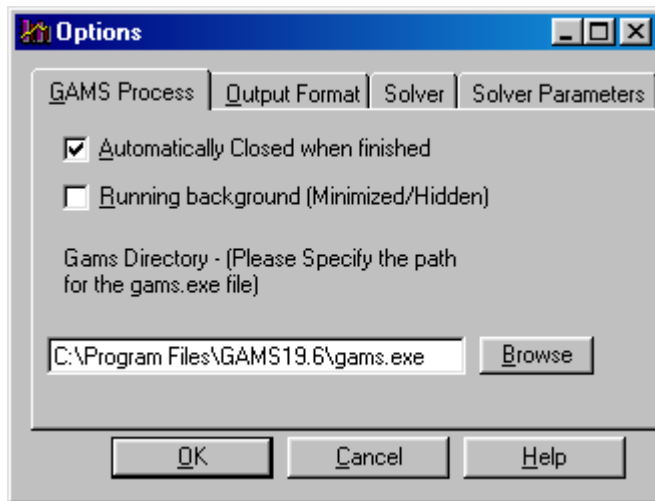 Options
GAMS Process Output Format Solver Solver Parameters
Automatically Closed when finished
Running background (Minimized/Hidden)
Gams Directory - (Please Specify the path
for the gams.exe file)
C:\Program Files\GAMS19.6\gams.exe Browse
OK Cancel Help